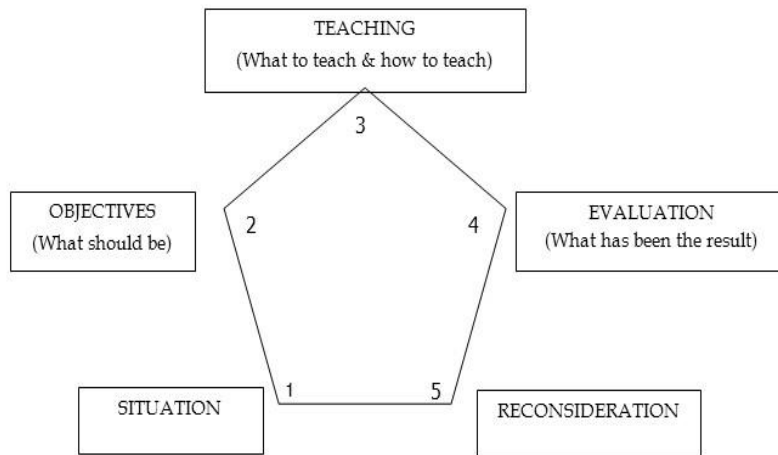 TEACHING
(What to teach & how to teach)
3
OBJECTIVES
(What should be)
2
4
EVALUATION
(What has been the result)
SITUATION
1
5
RECONSIDERATION